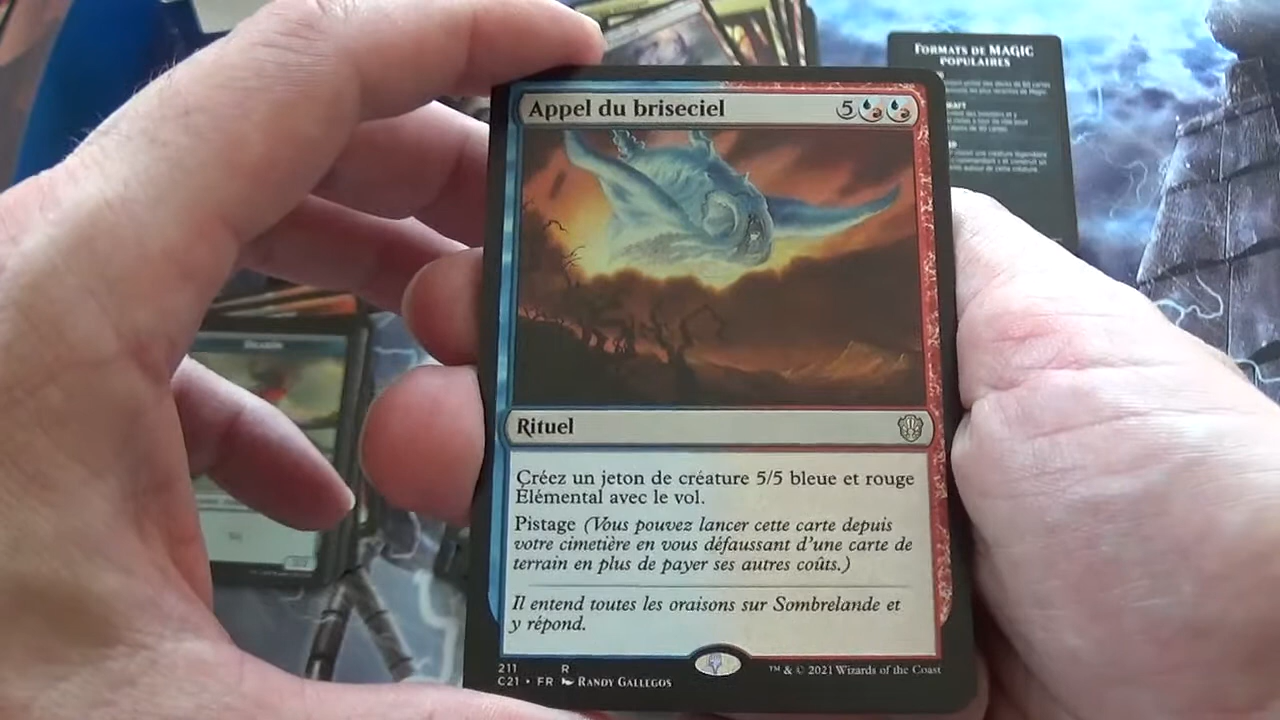 FORMATS DE MAGIC
POPULAIRES
Appel du briseciel
5
Rituel
Créez un jeton de créature 5/5 bleue et rouge
Élémental avec le vol.
Pistage (Vous pouvez lancer cette carte depuis
votre cimetière en vous défaussant d'une carte de
terrain en plus de payer ses autres coûts.)
Il entend toutes les oraisons sur Sombrelande et
y répond.
211 R
C21 • FR RANDY GALLEGOS
™ & © 2021 Wizards of the Coast